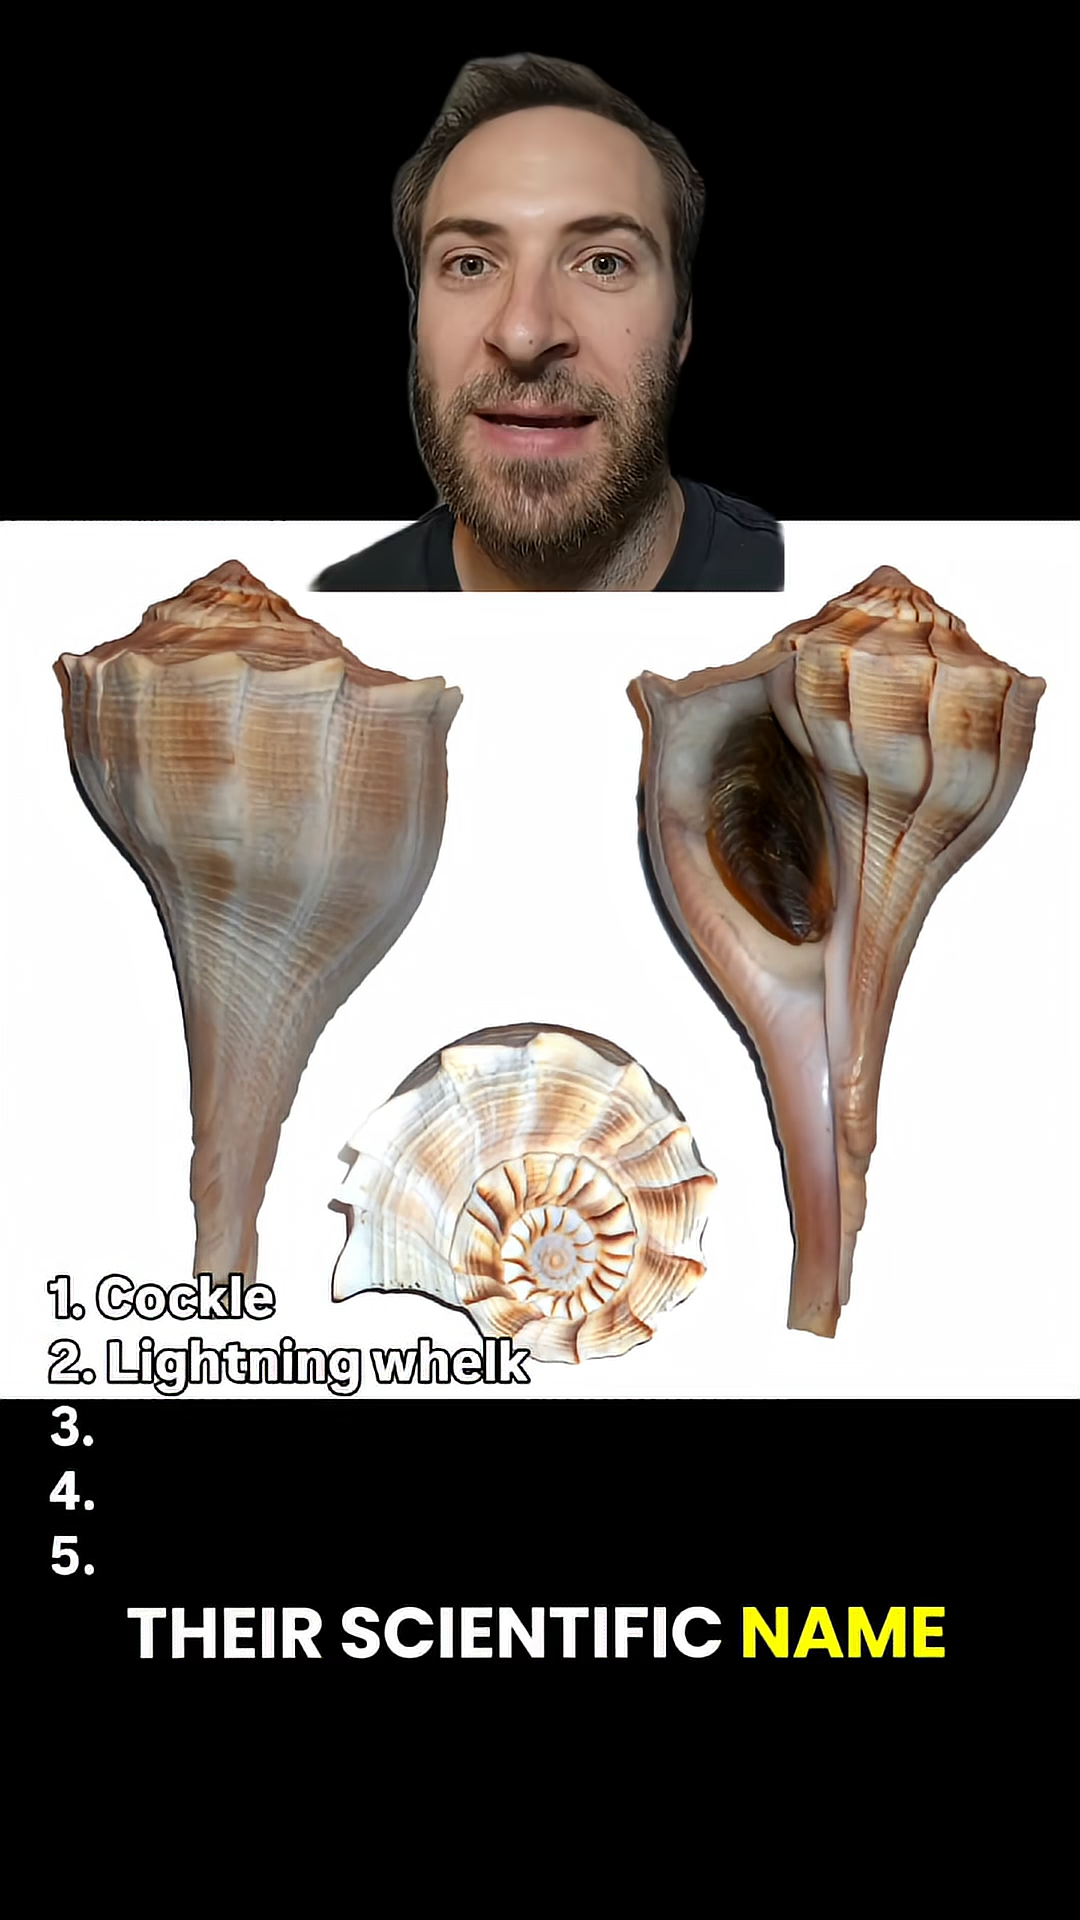 1. Cockle
2. Lightning whelk
3.
4.
5.
THEIR SCIENTIFIC NAME